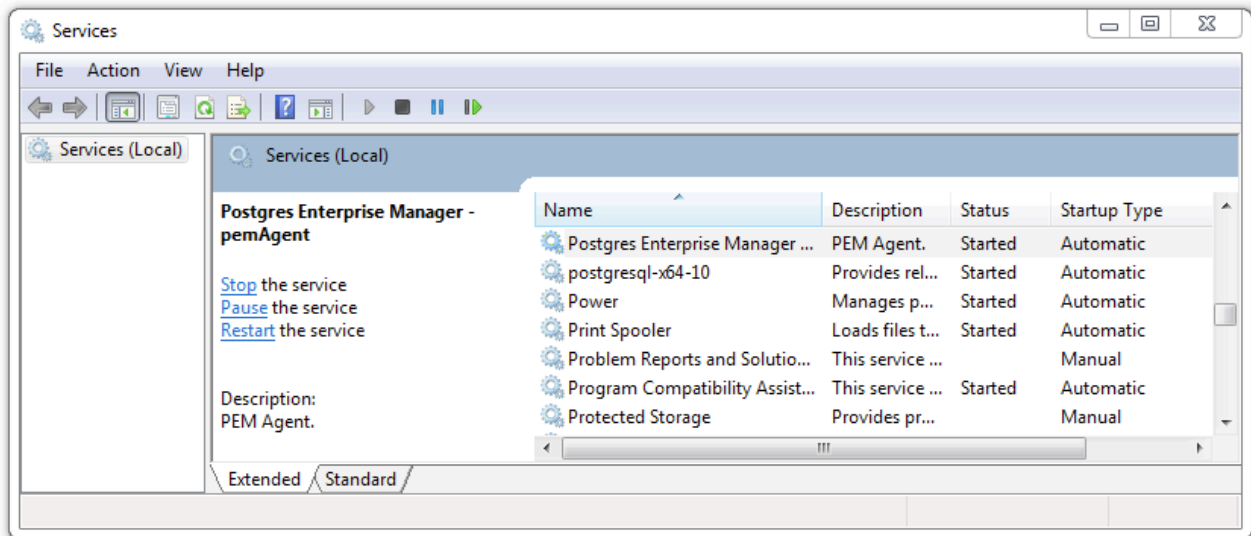 Services
File Action View Help
Services (Local)
Services (Local)
Postgres Enterprise Manager -
pemAgent
Stop the service
Pause the service
Restart the service
Description:
PEM Agent.
Name Description Status Startup Type
Postgres Enterprise Manager ... PEM Agent. Started Automatic
postgresql-x64-10 Provides rel... Started Automatic
Power Manages p... Started Automatic
Print Spooler Loads files t... Started Automatic
Problem Reports and Solutio... This service ... Manual
Program Compatibility Assist... This service ... Started Automatic
Protected Storage Provides pr... Manual
Extended Standard